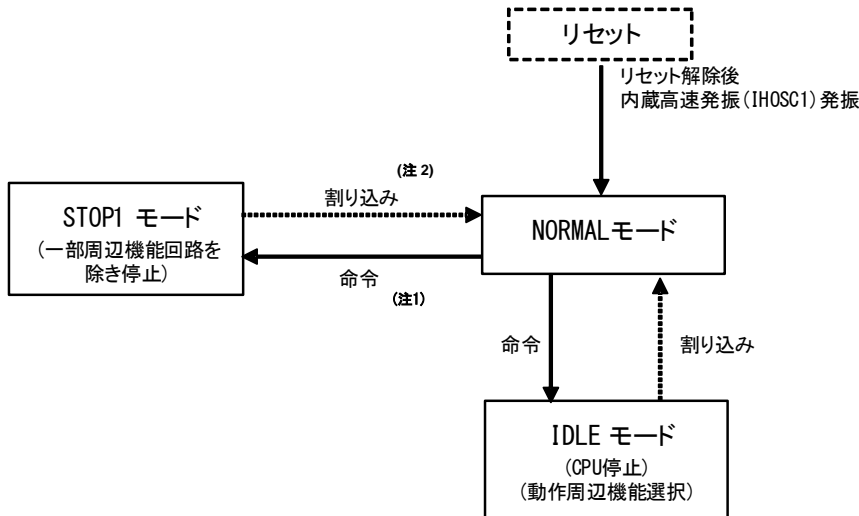 リセット
リセット解除後
内蔵高速発振(IHOSC1)発振
(注 2)
割り込み
STOP1 モード
(一部周辺機能回路を
除き停止)
NORMALモード
命令
(注1)
命令
割り込み
IDLE モード
(CPU停止)
(動作周辺機能選択)